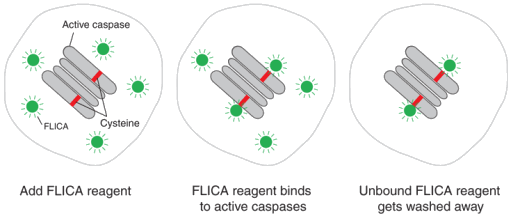 Active caspase
FLICA
Cysteine
Add FLICA reagent
FLICA reagent binds
to active caspases
Unbound FLICA reagent
gets washed away